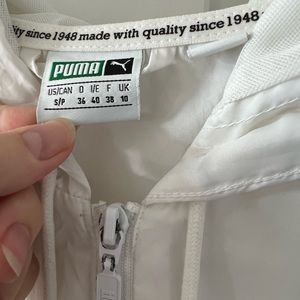 ity since 1948 made with quality since 1948
PUMA
US/CAN D I/E F UK
S/P 36 40 38 10